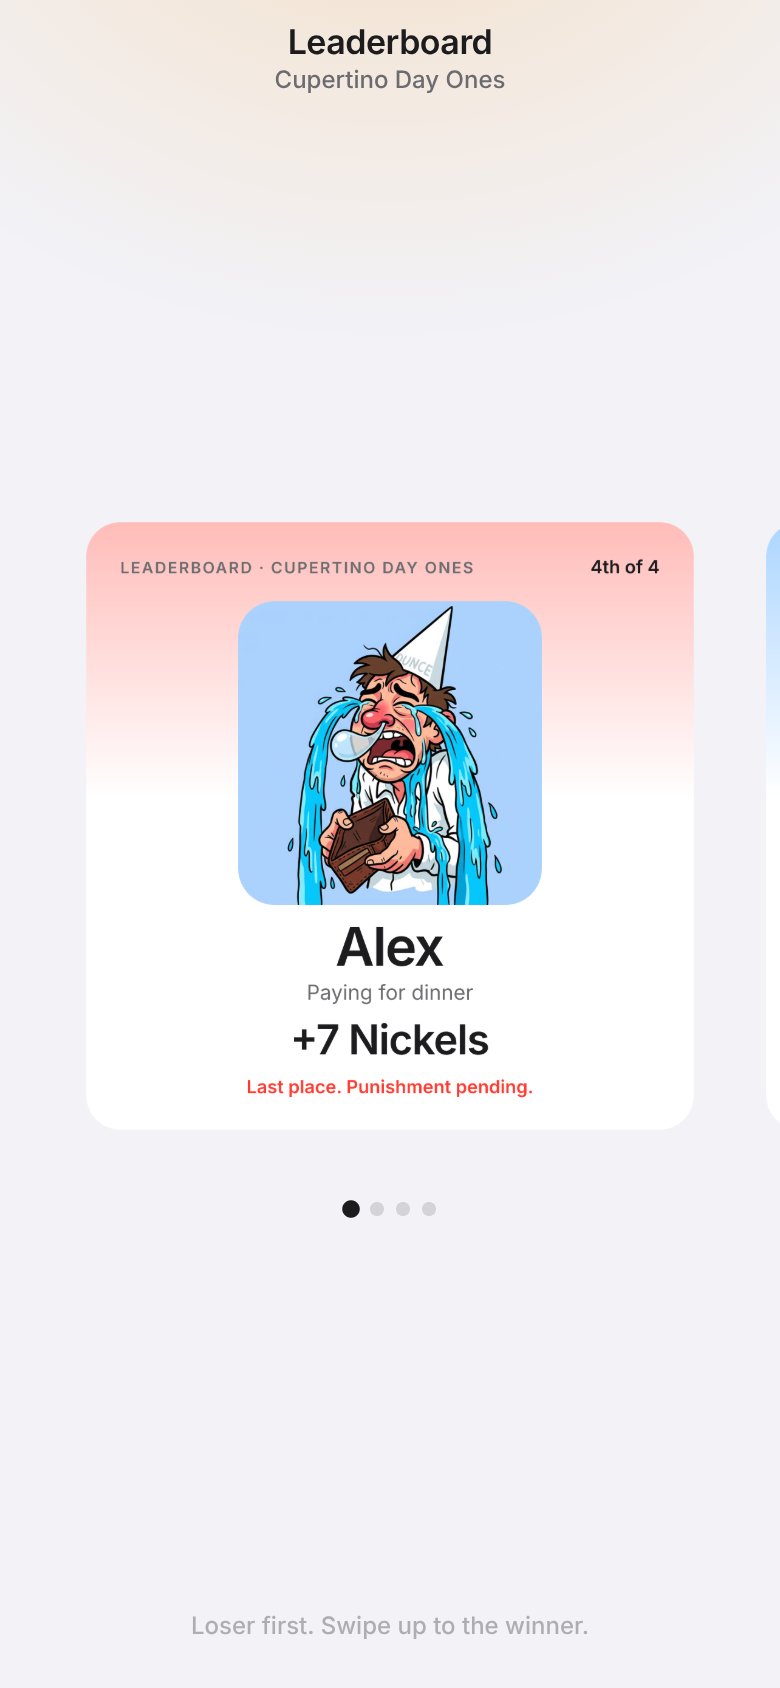 Leaderboard
Cupertino Day Ones
LEADERBOARD · CUPERTINO DAY ONES
4th of 4
Alex
Paying for dinner
+7 Nickels
Last place. Punishment pending.
Loser first. Swipe up to the winner.